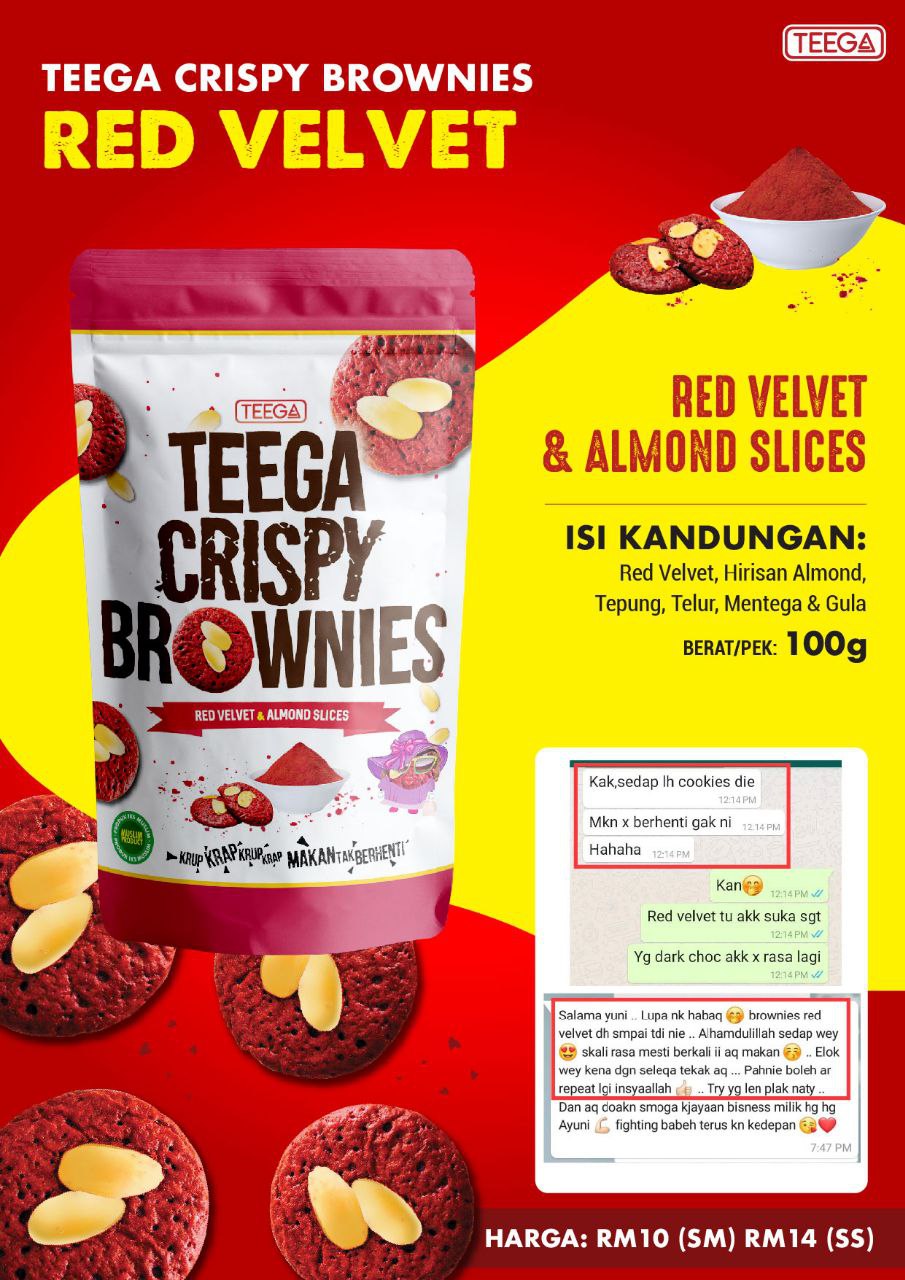 TEEGA
TEEGA CRISPY BROWNIES
RED VELVET
TEEGA
TEEGA
CRISPY
BROWNIES
RED VELVET & ALMOND SLICES
MUSLIM
PRODUCT
KRUP KRAP KRUP KRAP MAKAN TAK BERHENTI
RED VELVET
& ALMOND SLICES
ISI KANDUNGAN:
Red Velvet, Hirisan Almond,
Tepung, Telur, Mentega & Gula
BERAT/PEK: 100g
Kak,sedap lh cookies die
12:14 PM
Mkn x berhenti gak ni 12:14 PM
Hahaha 12:14 PM
Kan🤭 12:14 PM
Red velvet tu akk suka sgt
12:14 PM
Yg dark choc akk x rasa lagi
12:14 PM
Salama yuni .. Lupa nk habaq 🤭 brownies red
velvet dh smpai tdi nie .. Alhamdulillah sedap wey
😍 skali rasa mesti berkali ii aq makan 😚 .. Elok
wey kena dgn seleqa tekak aq ... Pahnie boleh ar
repeat lgi insyaallah 👍🏻 .. Try yg len plak naty ..
Dan aq doakn smoga kjayaan bisness milik hg hg
Ayuni 💪🏻 fighting babeh terus kn kedepan 😘❤️
7:47 PM
HARGA: RM10 (SM) RM14 (SS)